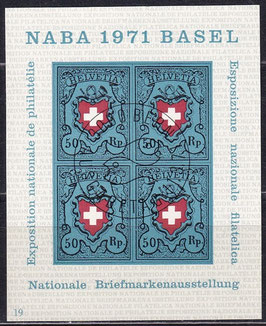 NABA 1971 BASEL
Exposition nationale de philatélie
HELVETIA HELVETIA
50 Rp. 50 Rp.
HELVETIA HELVETIA
50 Rp. 50 Rp.
Esposizione nazionale filatelica
Nationale Briefmarkenausstellung
19